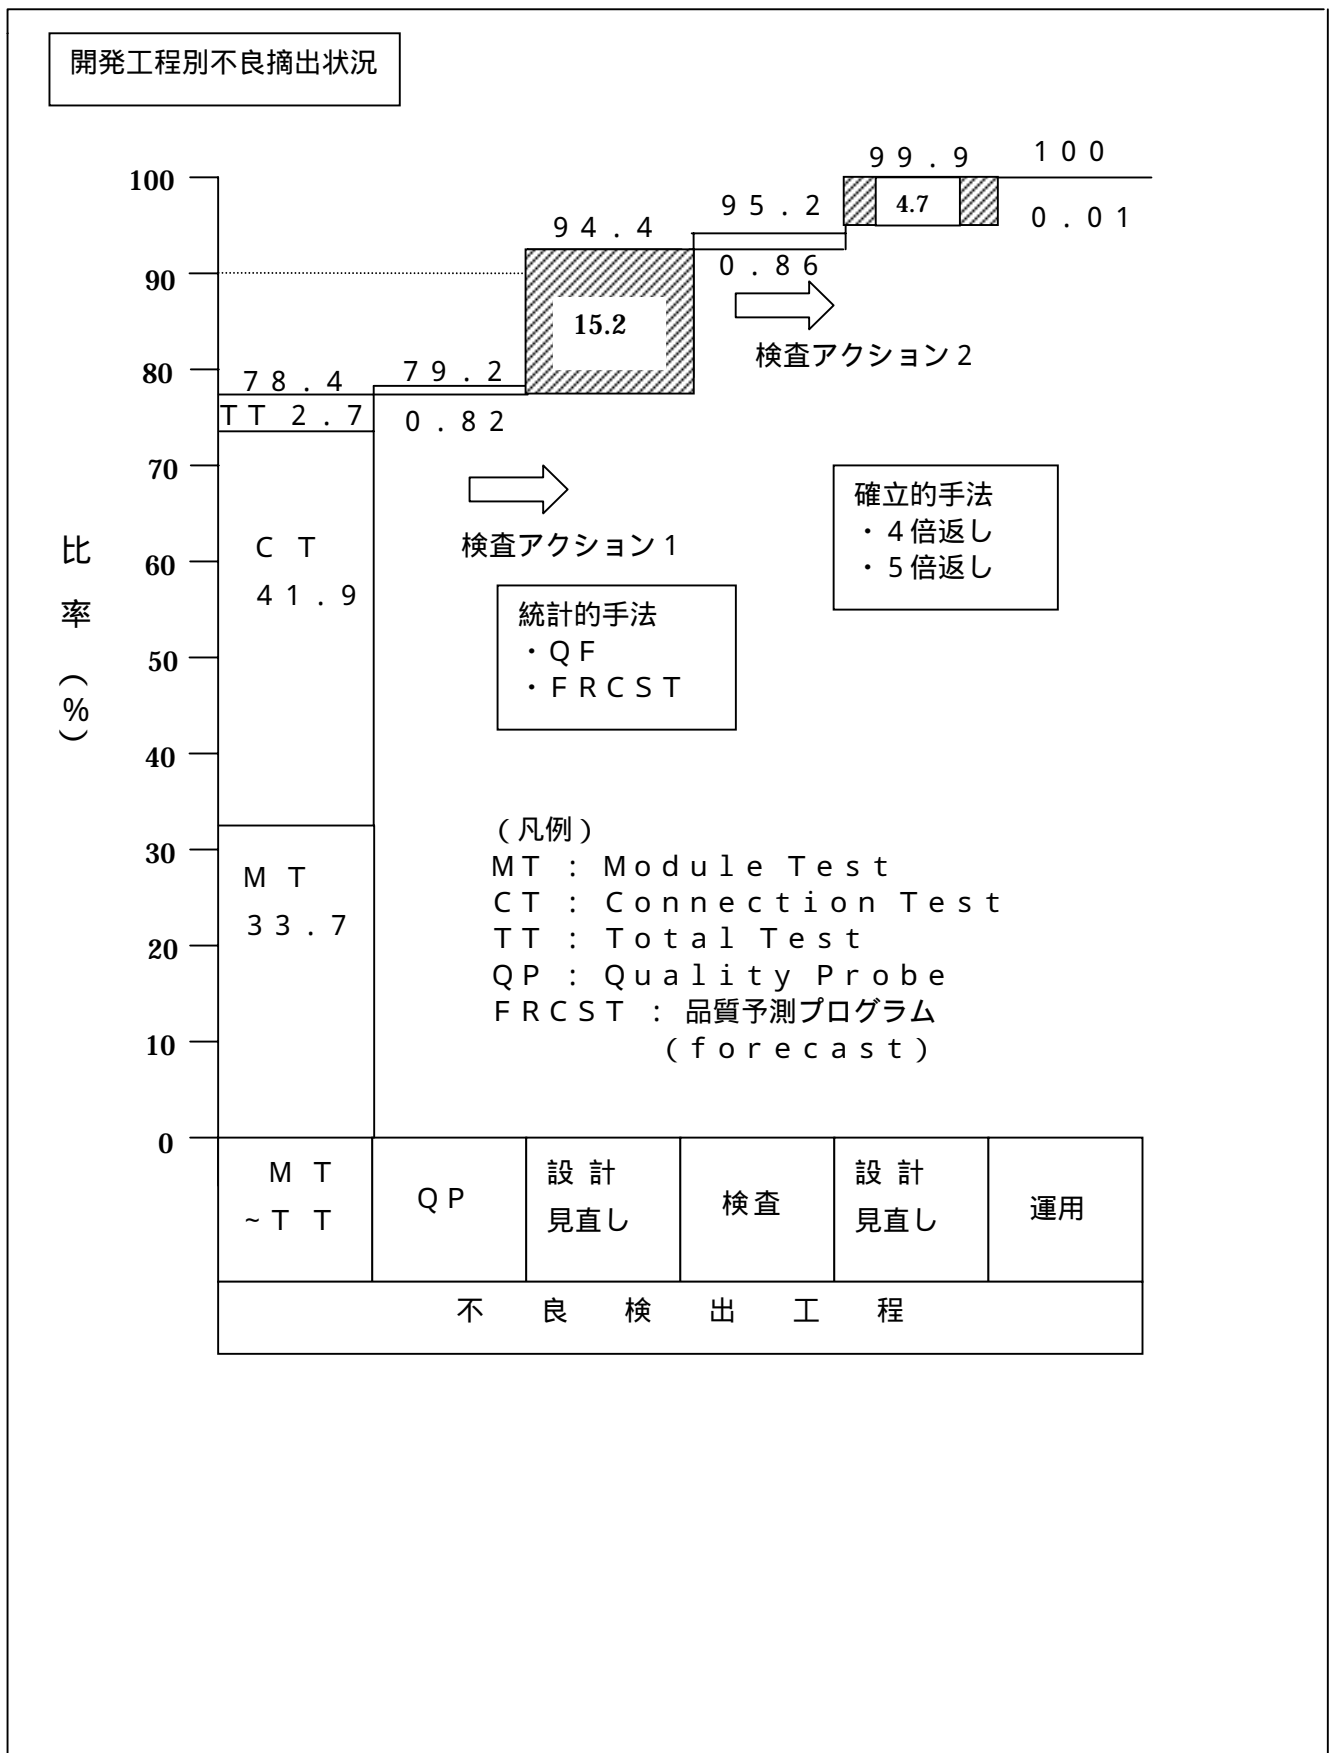 開発工程別不良摘出状況
100
90
80
70
60
50
40
30
20
10
0
比率(%)
99.9
100
4.7
0.01
95.2
94.4
0.86
15.2
検査アクション2
78.4
79.2
TT 2.7
0.82
検査アクション1
CT
41.9
確立的手法
・4倍返し
・5倍返し
統計的手法
・QF
・FRCST
MT
33.7
(凡例)
MT : Module Test
CT : Connection Test
TT : Total Test
QP : Quality Probe
FRCST : 品質予測プログラム
(forecast)
MT
~TT
QP
設計
見直し
検査
設計
見直し
運用
不良検出工程